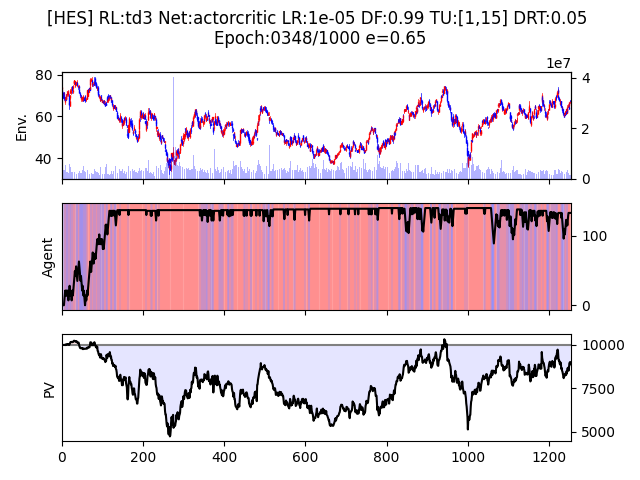 [HES] RL:td3 Net:actorcritic LR:1e-05 DF:0.99 TU:[1,15] DRT:0.05
Epoch:0348/1000 e=0.65
1e7
80
60
40
Env.
4
2
0
Agent
100
0
PV
10000
7500
5000
0 200 400 600 800 1000 1200